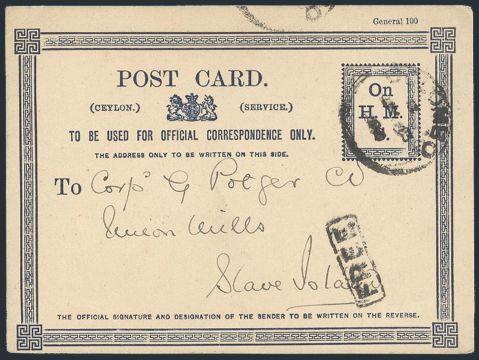 General 100
POST CARD.
(CEYLON.) (SERVICE.)
On
H. M.
S.
TO BE USED FOR OFFICIAL CORRESPONDENCE ONLY.
THE ADDRESS ONLY TO BE WRITTEN ON THIS SIDE.
To Corpl G
Union Mills
Slave Island
FREE
THE OFFICIAL SIGNATURE AND DESIGNATION OF THE SENDER TO BE WRITTEN ON THE REVERSE.